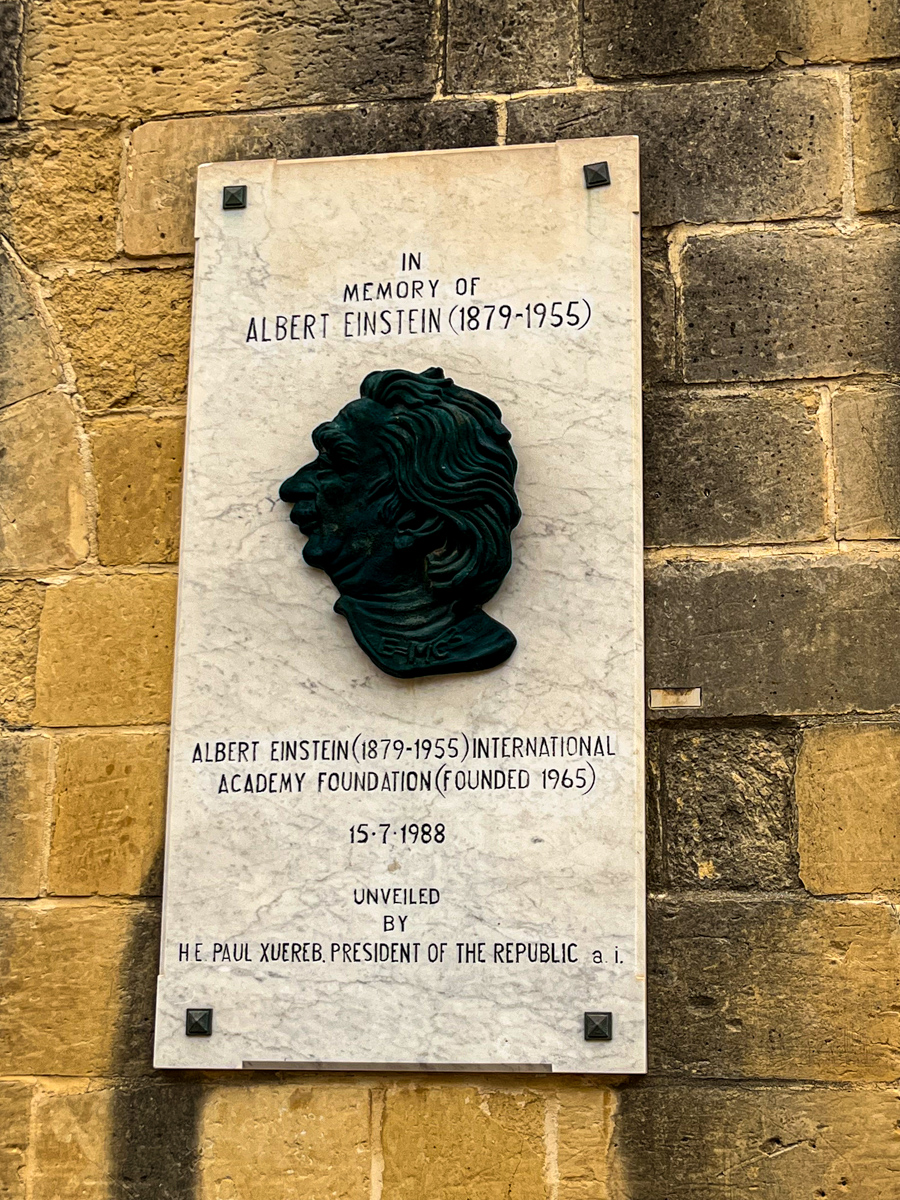 IN
MEMORY OF
ALBERT EINSTEIN (1879-1955)
E=MC²
ALBERT EINSTEIN (1879-1955) INTERNATIONAL
ACADEMY FOUNDATION (FOUNDED 1965)
15·7·1988
UNVEILED
BY
H E. PAUL XUEREB. PRESIDENT OF THE REPUBLIC a. i.